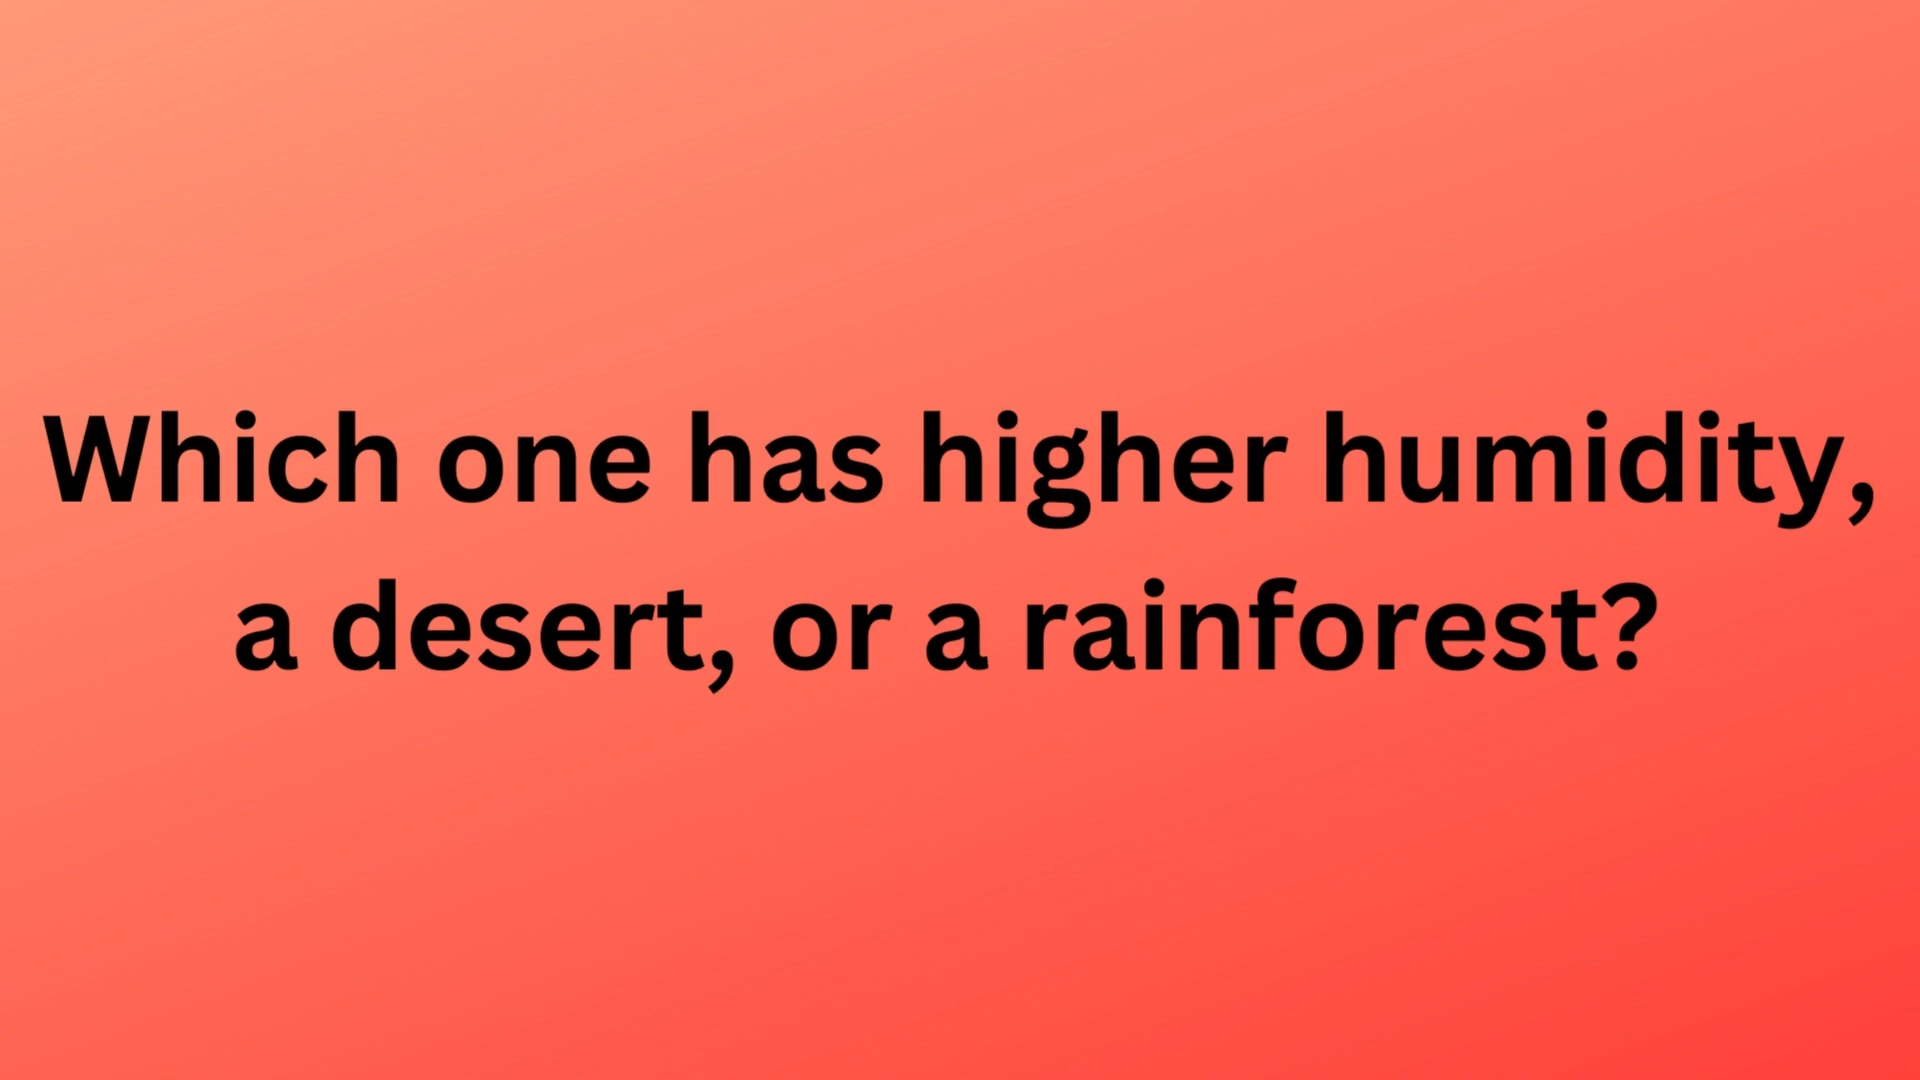 Which one has higher humidity,
a desert, or a rainforest?